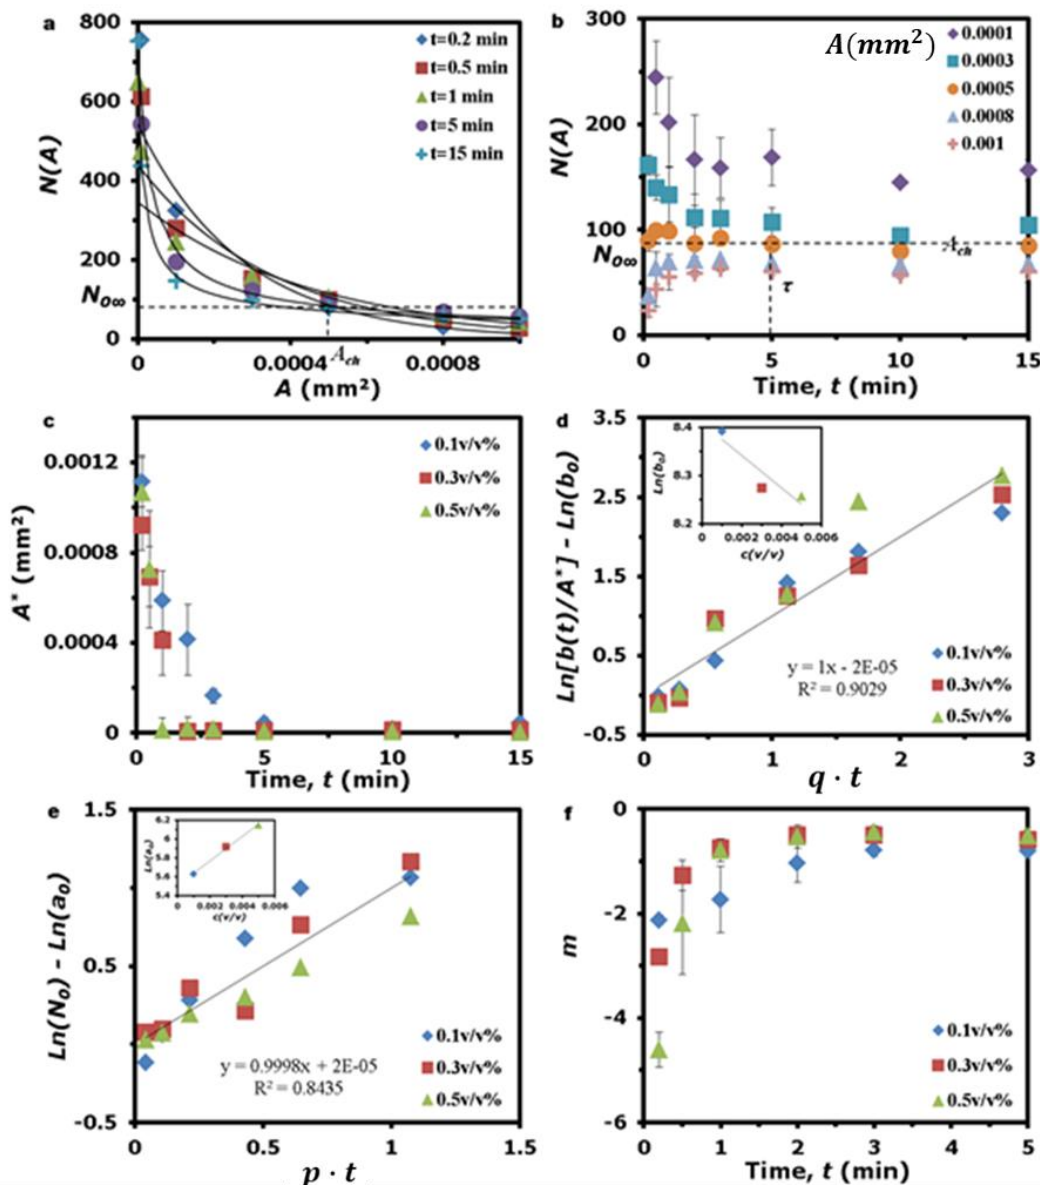 a
800
600
400
200
0
N(A)
N0∞
t=0.2 min
t=0.5 min
t=1 min
t=5 min
t=15 min
0
0.0004
Ach
0.0008
A (mm²)
b
300
200
100
0
N(A)
N0∞
A(mm²)
0.0001
0.0003
0.0005
0.0008
0.001
Ach
τ
0
5
10
15
Time, t (min)
c
0.0012
0.0008
0.0004
0
A* (mm²)
0.1v/v%
0.3v/v%
0.5v/v%
0
5
10
15
Time, t (min)
d
3.5
2.5
1.5
0.5
-0.5
Ln[b(t)/A*] - Ln(b0)
8.4
8.3
8.2
Ln(b0)
0
0.002
0.004
0.006
c(v/v)
y = 1x - 2E-05
R² = 0.9029
0.1v/v%
0.3v/v%
0.5v/v%
0
1
2
3
q · t
e
1.5
0.5
-0.5
Ln(N0) - Ln(a0)
6.2
6
5.8
5.6
5.4
Ln(a0)
0
0.002
0.004
0.006
c(v/v)
y = 0.9998x + 2E-05
R² = 0.8435
0.1v/v%
0.3v/v%
0.5v/v%
0
0.5
1
1.5
p · t
f
0
-2
-4
-6
m
0.1v/v%
0.3v/v%
0.5v/v%
0
1
2
3
4
5
Time, t (min)